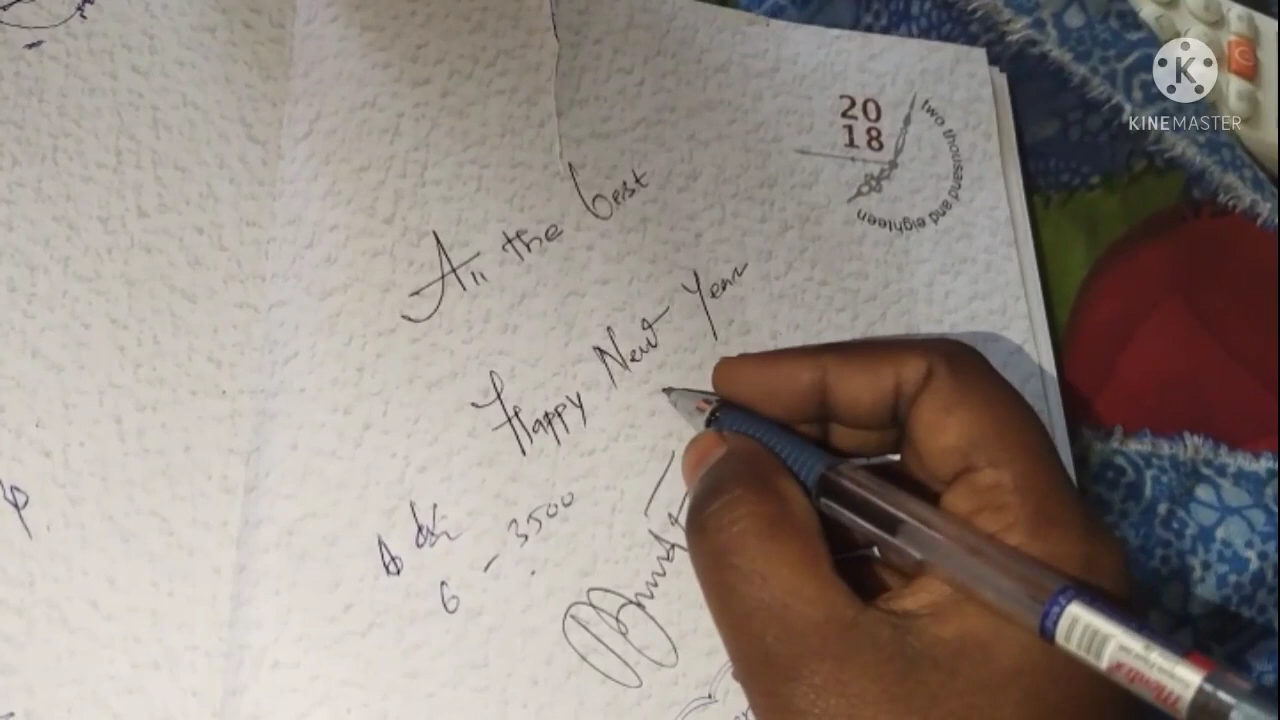 20
18
two thousand and eighteen
KINEMASTER
All the best
Happy New Year
6 - 3500